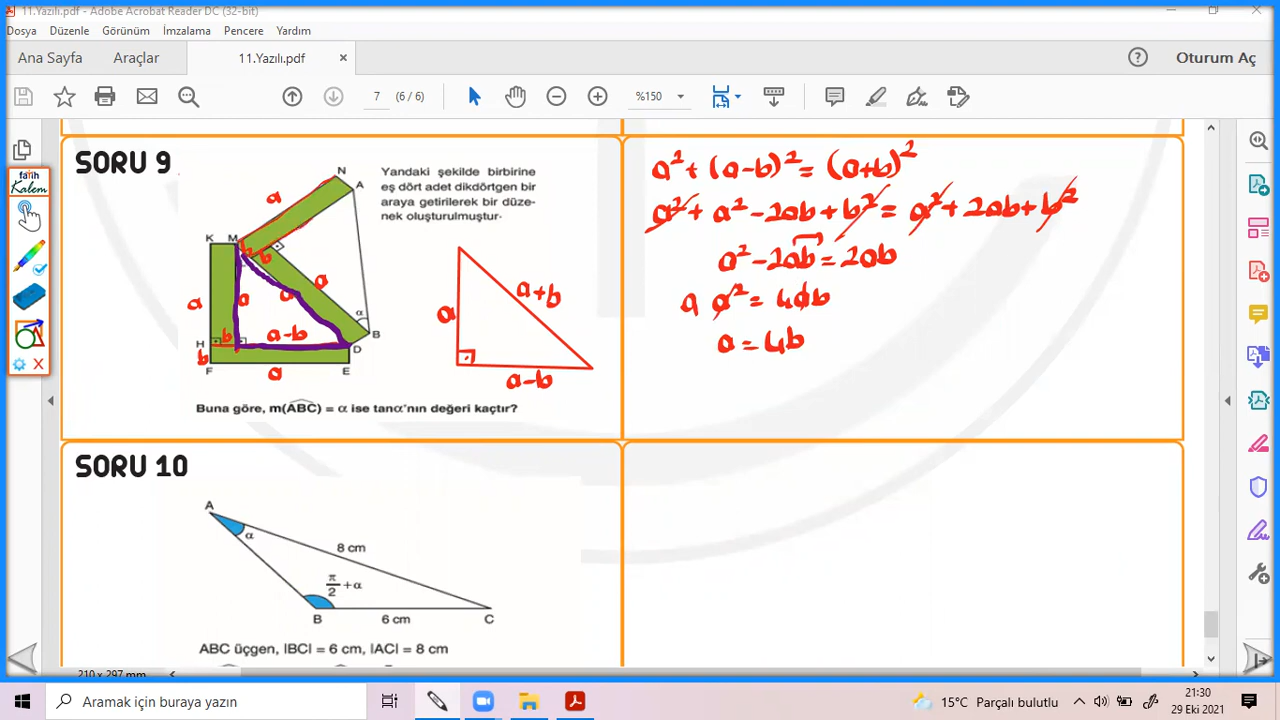 11.Yazılı.pdf - Adobe Acrobat Reader DC (32-bit)
Dosya Düzenle Görünüm İmzalama Pencere Yardım
Ana Sayfa Araçlar 11.Yazılı.pdf × ? Oturum Aç
7 (6/6) %150
fatih
Kalem
SORU 9
Yandaki şekilde birbirine
eş dört adet dikdörtgen bir
araya getirilerek bir düze-
nek oluşturulmuştur.
N
A
a
K M
b b
a
a a a
α
B
H b a-b D
b
F a E
a a+b
a-b
Buna göre, m(ABC) = α ise tanα'nın değeri kaçtır?
a² + (a-b)² = (a+b)²
a² + a² - 2ab + b² = a² + 2ab + b²
a² - 2ab = 2ab
a a² = 4ab
a = 4b
SORU 10
A
α
8 cm
π/2 + α
B 6 cm C
ABC üçgen, |BC| = 6 cm, |AC| = 8 cm
210 x 297 mm
Aramak için buraya yazın
15°C Parçalı bulutlu
21:30
29 Eki 2021